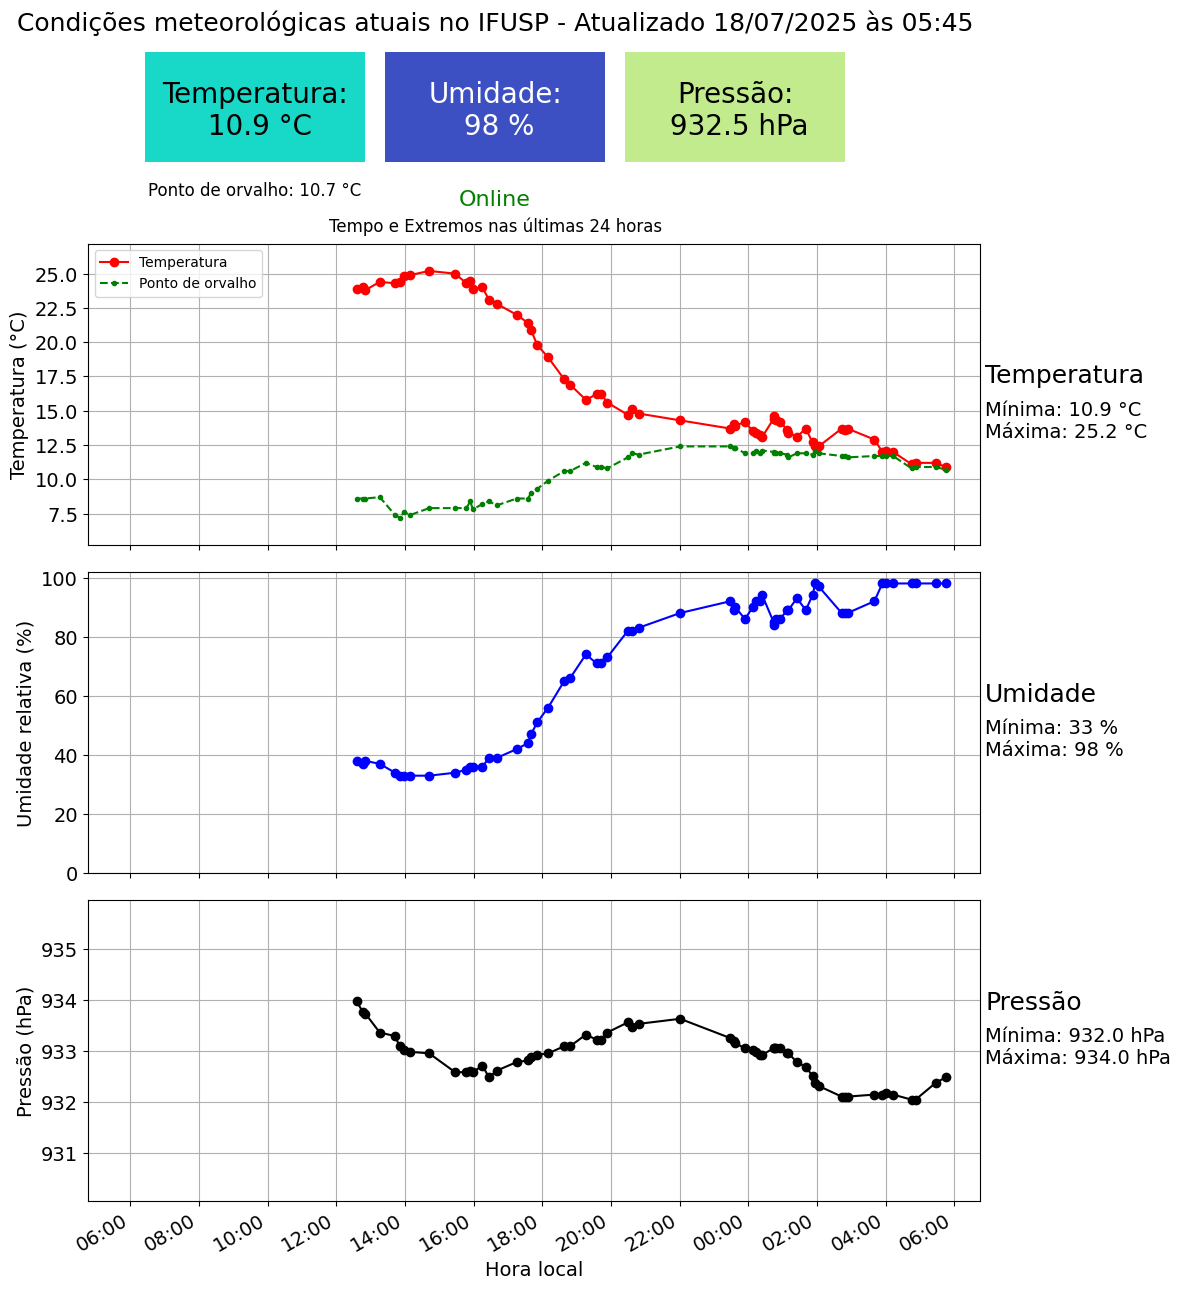 Condições meteorológicas atuais no IFUSP - Atualizado 18/07/2025 às 05:45
Temperatura:
10.9 °C
Umidade:
98 %
Pressão:
932.5 hPa
Ponto de orvalho: 10.7 °C
Online
Tempo e Extremos nas últimas 24 horas
Temperatura
Ponto de orvalho
Temperatura (°C)
25.0
22.5
20.0
17.5
15.0
12.5
10.0
7.5
Temperatura
Mínima: 10.9 °C
Máxima: 25.2 °C
Umidade relativa (%)
100
80
60
40
20
0
Umidade
Mínima: 33 %
Máxima: 98 %
Pressão (hPa)
935
934
933
932
931
Pressão
Mínima: 932.0 hPa
Máxima: 934.0 hPa
06:00 08:00 10:00 12:00 14:00 16:00 18:00 20:00 22:00 00:00 02:00 04:00 06:00
Hora local